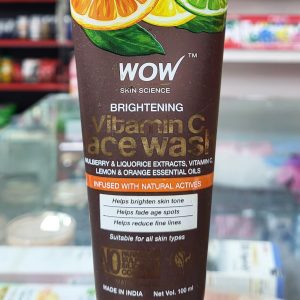 WOW™
SKIN SCIENCE
BRIGHTENING
Vitamin C
ace wash
MULBERRY & LIQUORICE EXTRACTS, VITAMIN C,
LEMON & ORANGE ESSENTIAL OILS
INFUSED WITH NATURAL ACTIVES
Helps brighten skin tone
Helps fade age spots
Helps reduce fine lines
Suitable for all skin types
NO
MADE IN INDIA
Net Vol. 100 ml